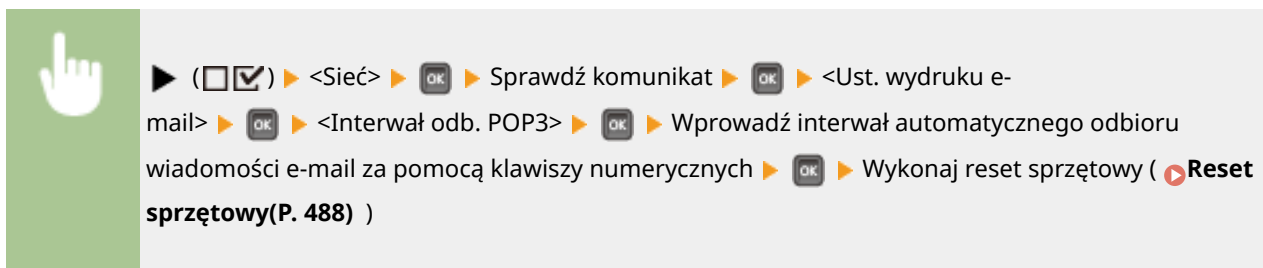 ▶ (☐☑) ▶ <Sieć> ▶ OK ▶ Sprawdź komunikat ▶ OK ▶ <Ust. wydruku e-
mail> ▶ OK ▶ <Interwał odb. POP3> ▶ OK ▶ Wprowadź interwał automatycznego odbioru
wiadomości e-mail za pomocą klawiszy numerycznych ▶ OK ▶ Wykonaj reset sprzętowy ( Reset
sprzętowy(P. 488) )